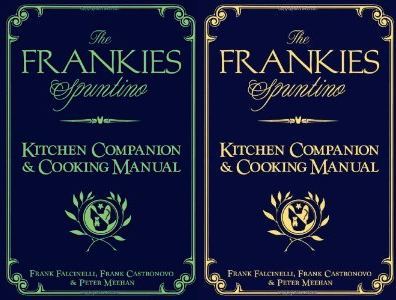 The
FRANKIES
Spuntino
KITCHEN COMPANION
& COOKING MANUAL
FRANK FALCINELLI, FRANK CASTRONOVO
& PETER MEEHAN
The
FRANKIES
Spuntino
KITCHEN COMPANION
& COOKING MANUAL
FRANK FALCINELLI, FRANK CASTRONOVO
& PETER MEEHAN